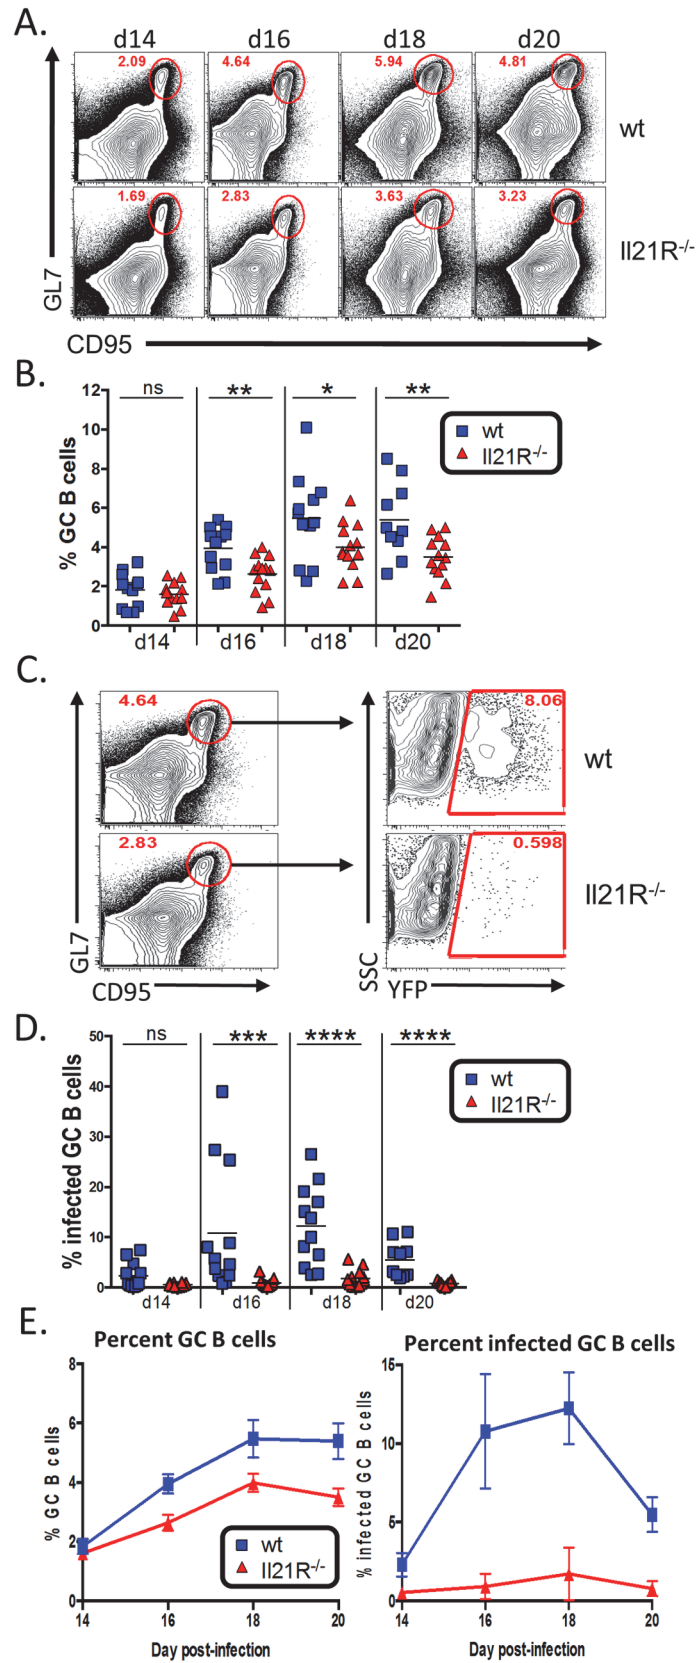 A.
d14 d16 d18 d20
2.09 4.64 5.94 4.81
wt
1.69 2.83 3.63 3.23
Il21R-/-
GL7
CD95
B.
ns ** * **
% GC B cells
12
10
8
6
4
2
0
wt
Il21R-/-
d14 d16 d18 d20
C.
4.64 8.06
wt
2.83 0.598
Il21R-/-
GL7
CD95
SSC
YFP
D.
ns *** **** ****
% infected GC B cells
50
40
30
20
10
0
wt
Il21R-/-
d14 d16 d18 d20
E.
Percent GC B cells
% GC B cells
8
6
4
2
0
wt
Il21R-/-
14 16 18 20
Day post-infection
Percent infected GC B cells
% infected GC B cells
15
10
5
0
14 16 18 20
Day post-infection